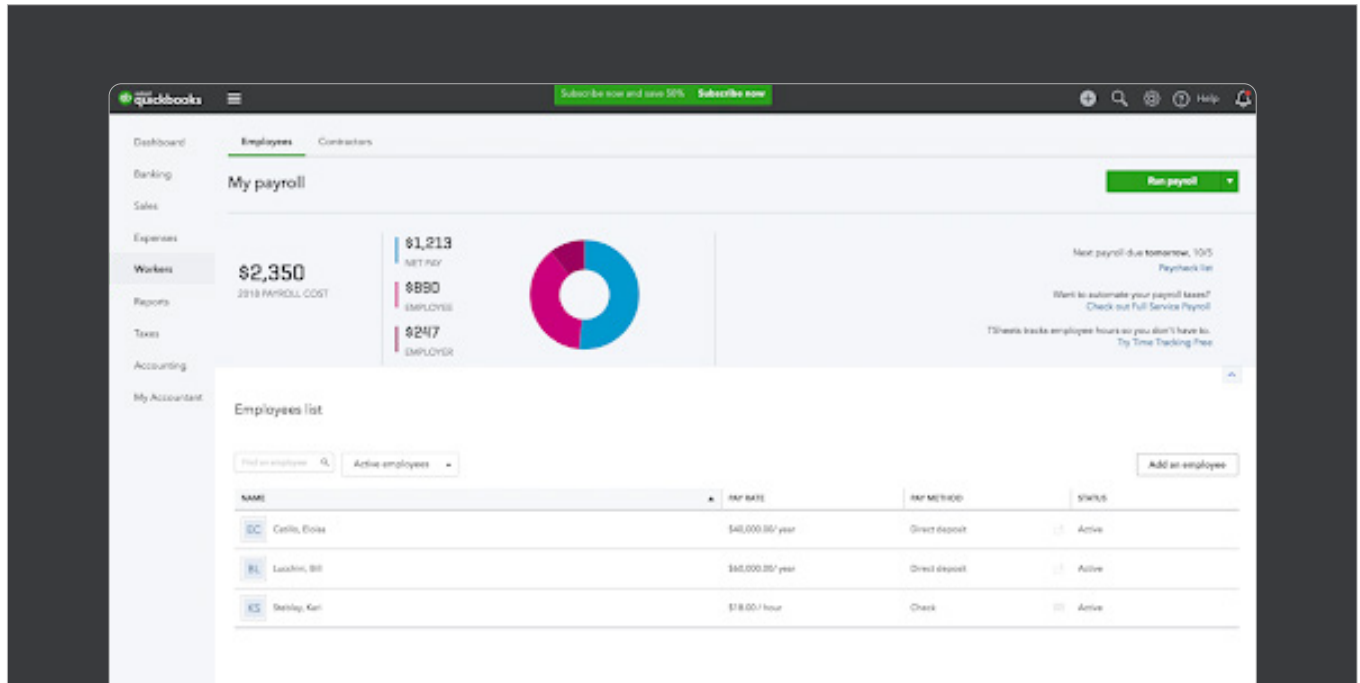 quickbooks
Subscribe now and save 50% Subscribe now
Help
Dashboard
Banking
Sales
Expenses
Workers
Reports
Taxes
Accounting
My Accountant
Employees Contractors
My payroll
Run payroll
$2,350
2018 PAYROLL COST
$1,213
NET PAY
$890
EMPLOYEE
$247
EMPLOYER
Next payroll due tomorrow, 10/5
Paycheck list
Want to automate your payroll taxes?
Check out Full Service Payroll
TSheets tracks employee hours so you don't have to.
Try Time Tracking Free
Employees list
Find an employee
Active employees
Add an employee
NAME PAY RATE PAY METHOD STATUS
EC Eloisa $40,000.00/ year Direct deposit Active
BL Lucchini, Bill $60,000.00/ year Direct deposit Active
KS Steblay, Kari $18.00 / hour Check Active